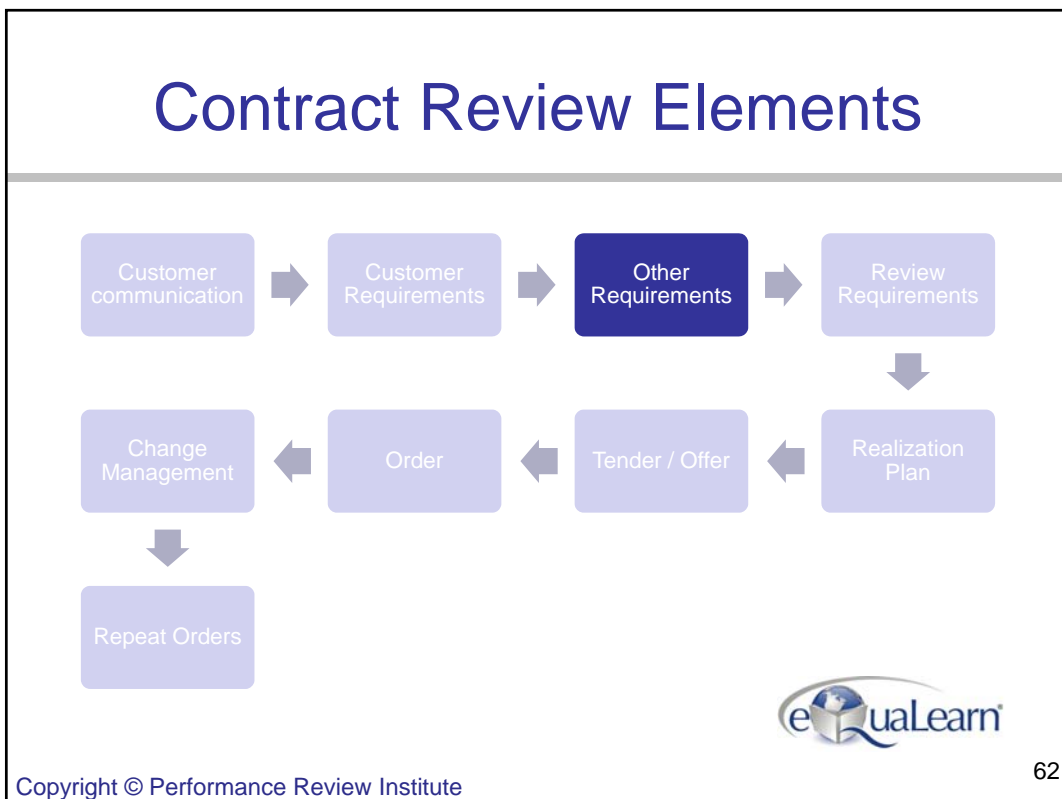 Contract Review Elements
Customer
communication
Customer
Requirements
Other
Requirements
Review
Requirements
Change
Management
Order
Tender / Offer
Realization
Plan
Repeat Orders
eQuaLearn
Copyright © Performance Review Institute
62